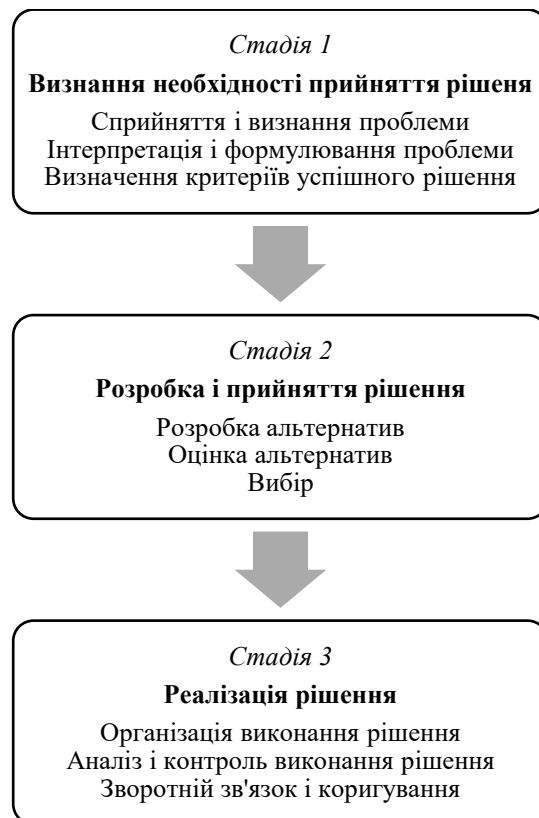 Стадія 1
Визнання необхідності прийняття рішеня
Сприйняття і визнання проблеми
Інтерпретація і формулювання проблеми
Визначення критеріїв успішного рішення
Стадія 2
Розробка і прийняття рішення
Розробка альтернатив
Оцінка альтернатив
Вибір
Стадія 3
Реалізація рішення
Організація виконання рішення
Аналіз і контроль виконання рішення
Зворотній зв'язок і коригування